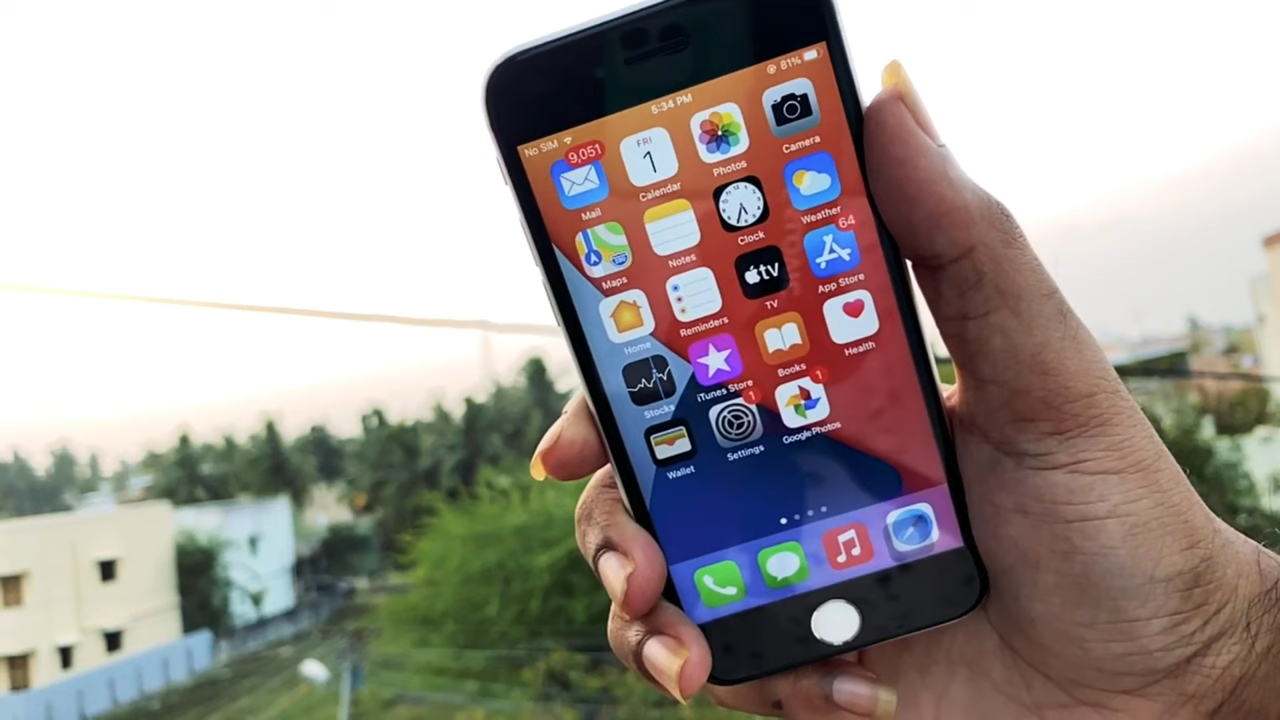 No SIM 5:34 PM 81%
9,051
FRI
1
Mail Calendar Photos Camera
Maps Notes Clock Weather
64
tv
Home Reminders TV App Store
Stocks iTunes Store Books Health
1
1
Wallet Settings Google Photos